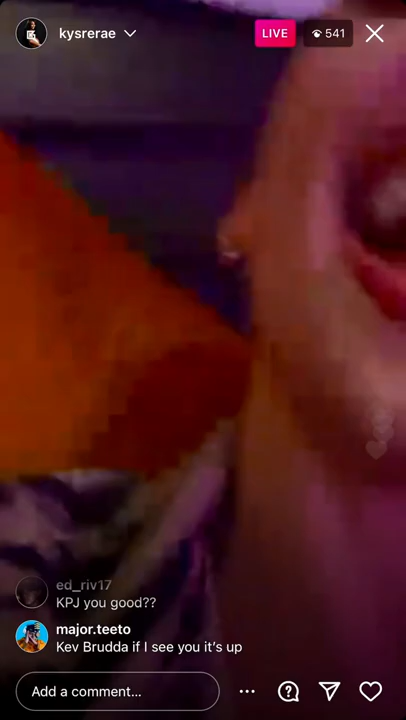 kysrerae
LIVE
541
ed_riv17
KPJ you good??
major.teeto
Kev Brudda if I see you it’s up
Add a comment...